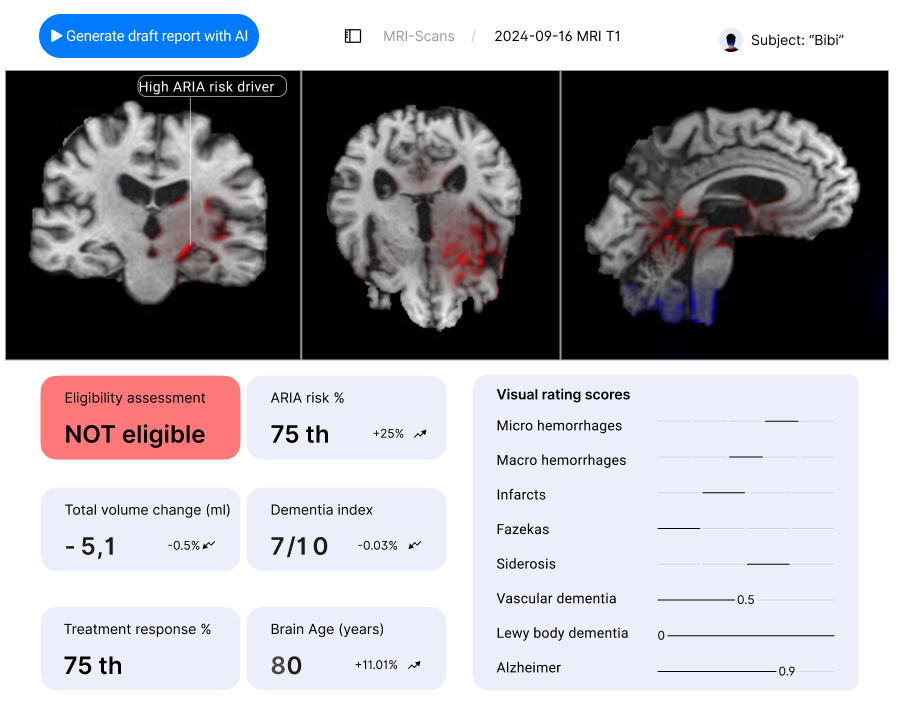 Generate draft report with AI
MRI-Scans / 2024-09-16 MRI T1
Subject: “Bibi”
High ARIA risk driver
Eligibility assessment
NOT eligible
ARIA risk %
75 th +25%
Total volume change (ml)
- 5,1 -0.5%
Dementia index
7/10 -0.03%
Treatment response %
75 th
Brain Age (years)
80 +11.01%
Visual rating scores
Micro hemorrhages
Macro hemorrhages
Infarcts
Fazekas
Siderosis
Vascular dementia 0.5
Lewy body dementia 0
Alzheimer 0.9